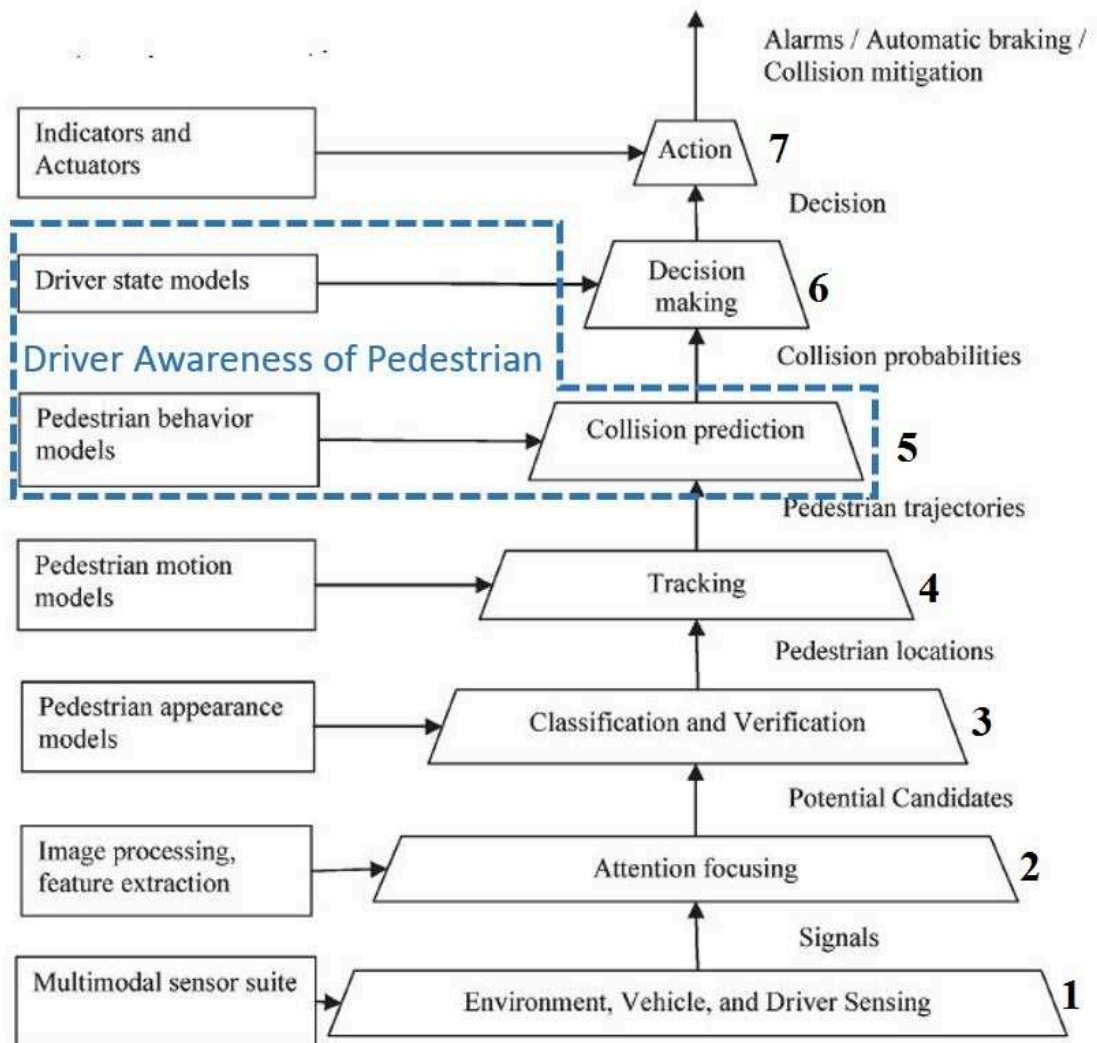 Alarms / Automatic braking /
Collision mitigation
Indicators and
Actuators
Action
7
Decision
Driver state models
Decision
making
6
Driver Awareness of Pedestrian
Collision probabilities
Pedestrian behavior
models
Collision prediction
5
Pedestrian trajectories
Pedestrian motion
models
Tracking
4
Pedestrian locations
Pedestrian appearance
models
Classification and Verification
3
Potential Candidates
Image processing,
feature extraction
Attention focusing
2
Signals
Multimodal sensor suite
Environment, Vehicle, and Driver Sensing
1